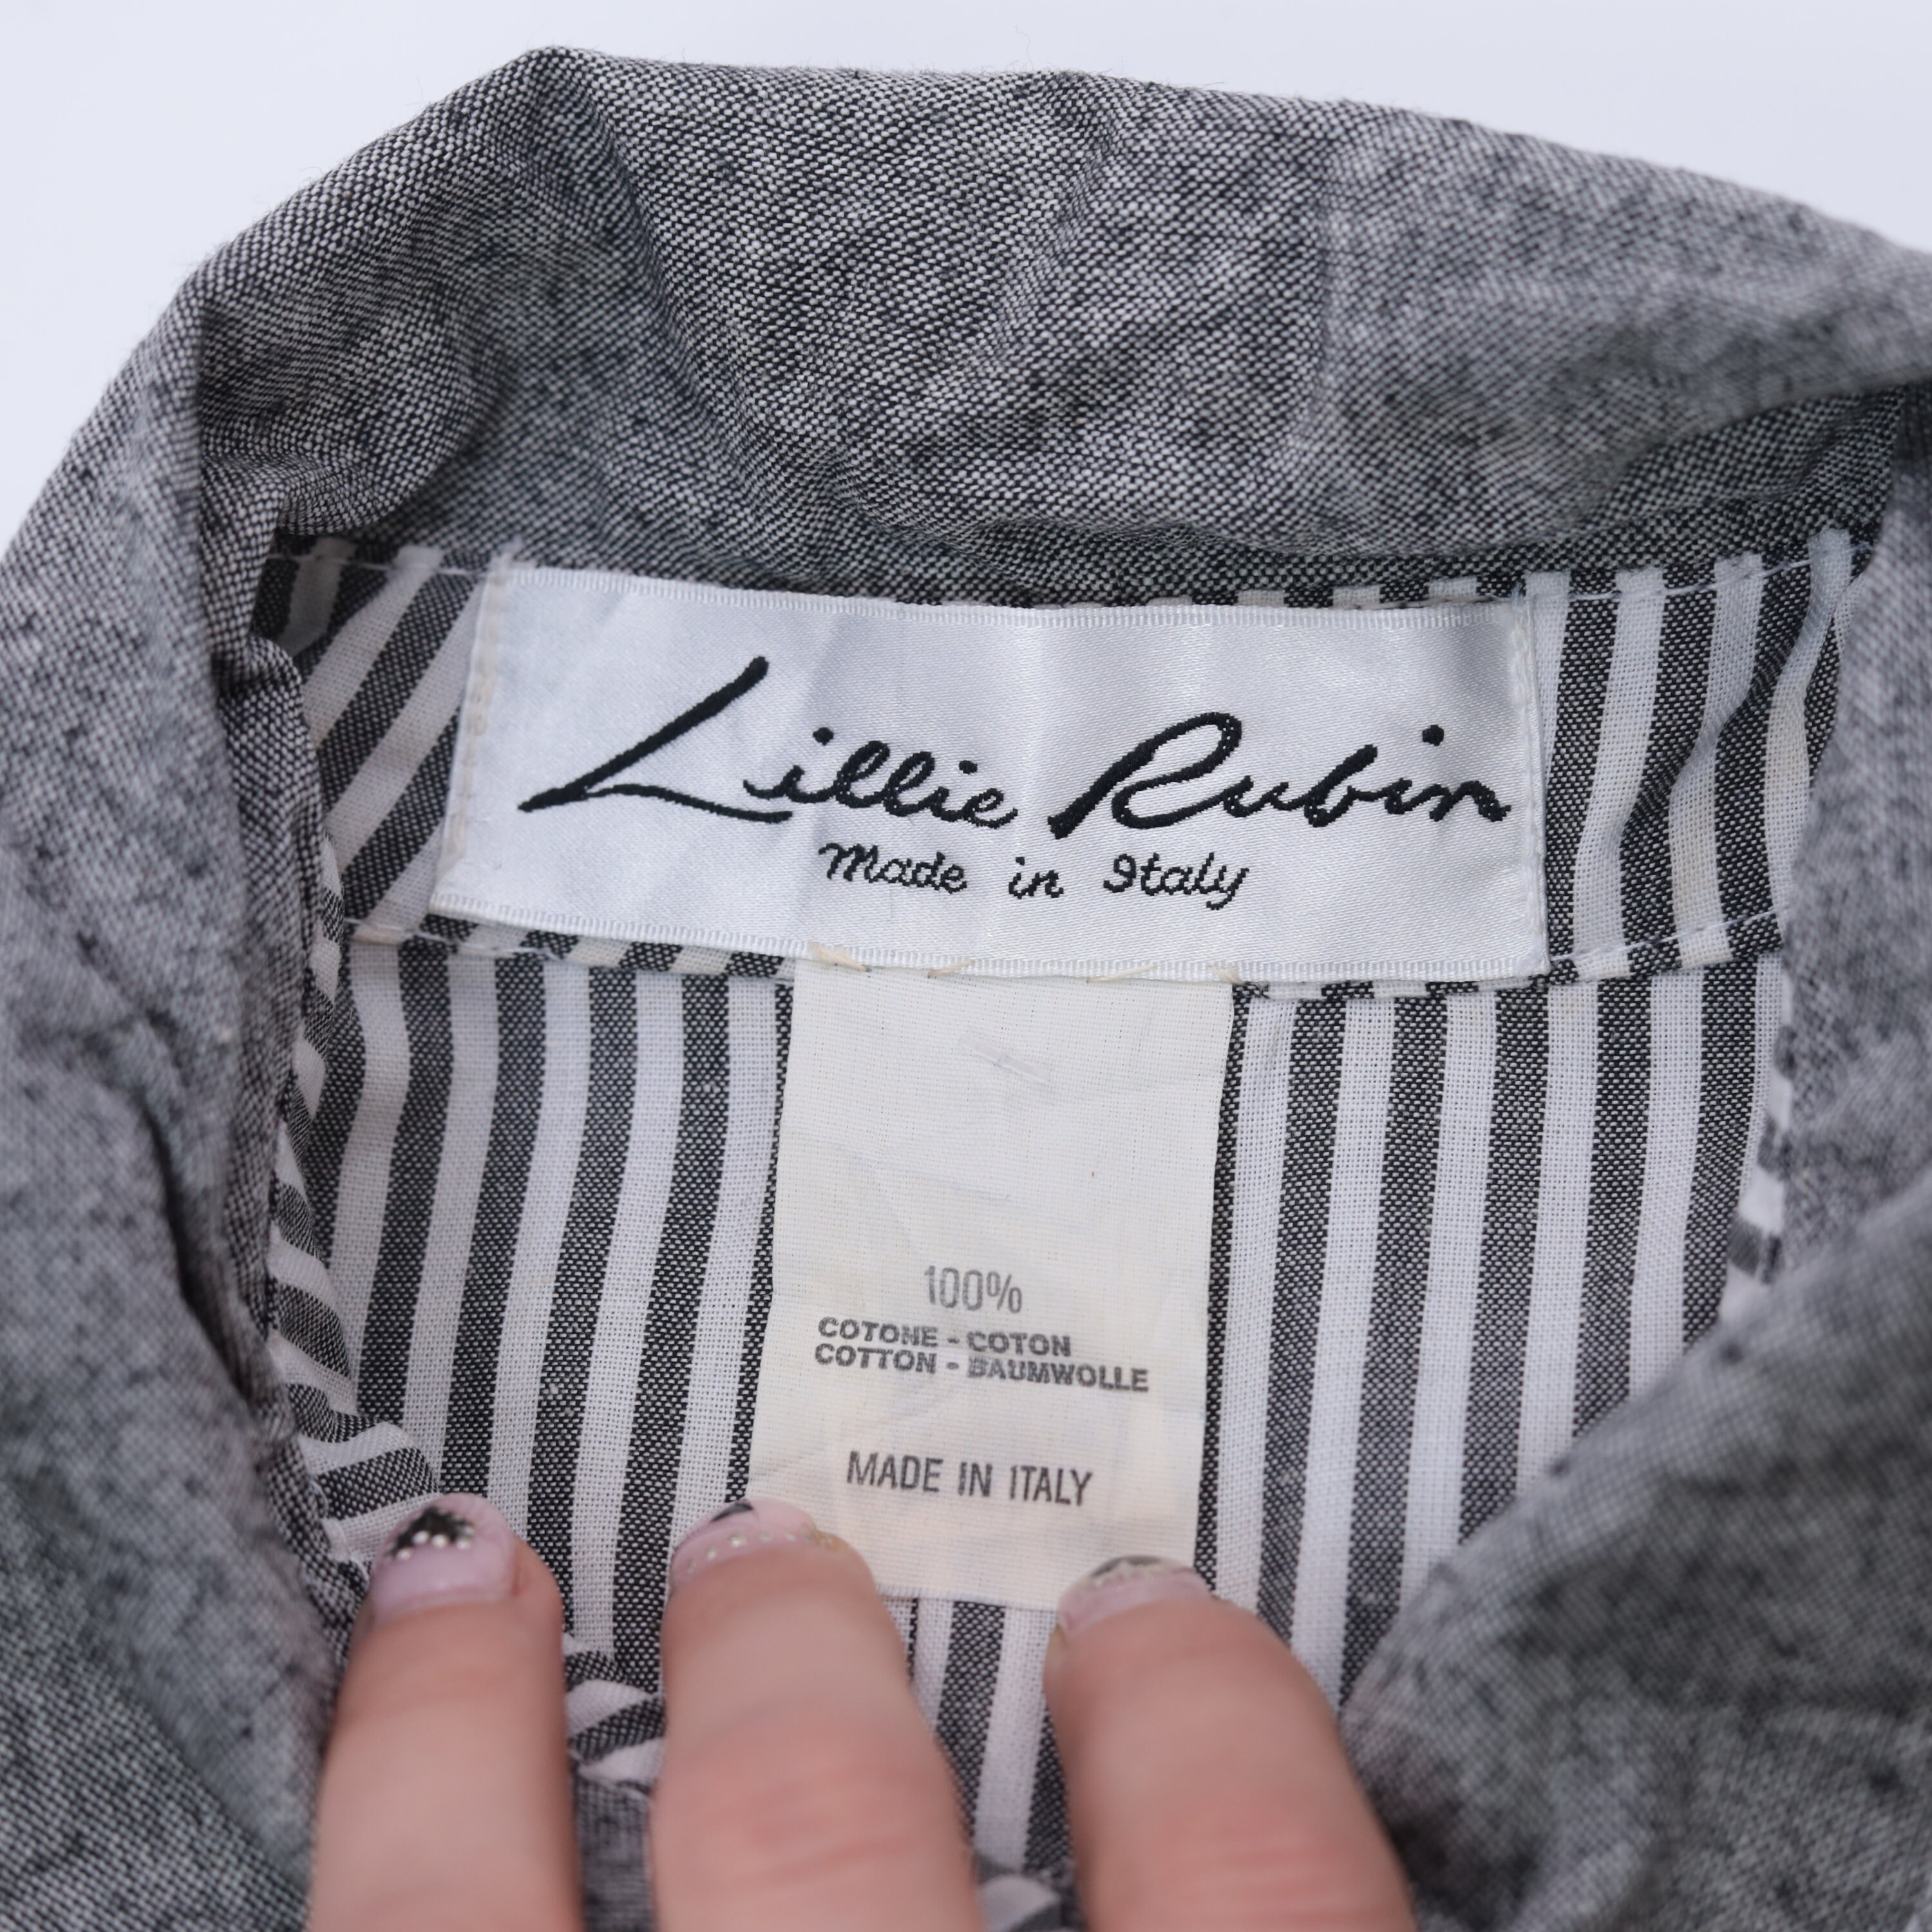 Lillie Rubin
Made in Italy
100%
COTONE - COTON
COTTON - BAUMWOLLE
MADE IN ITALY